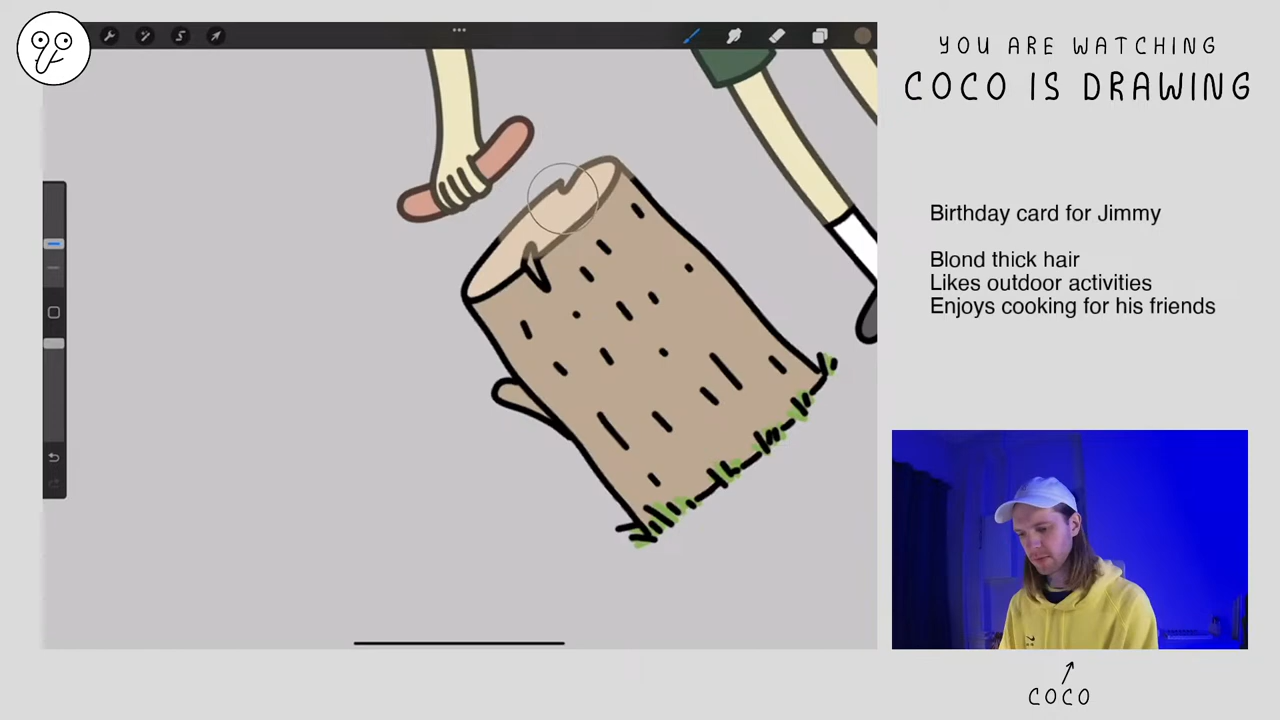 YOU ARE WATCHING
COCO IS DRAWING
Birthday card for Jimmy
Blond thick hair
Likes outdoor activities
Enjoys cooking for his friends
COCO